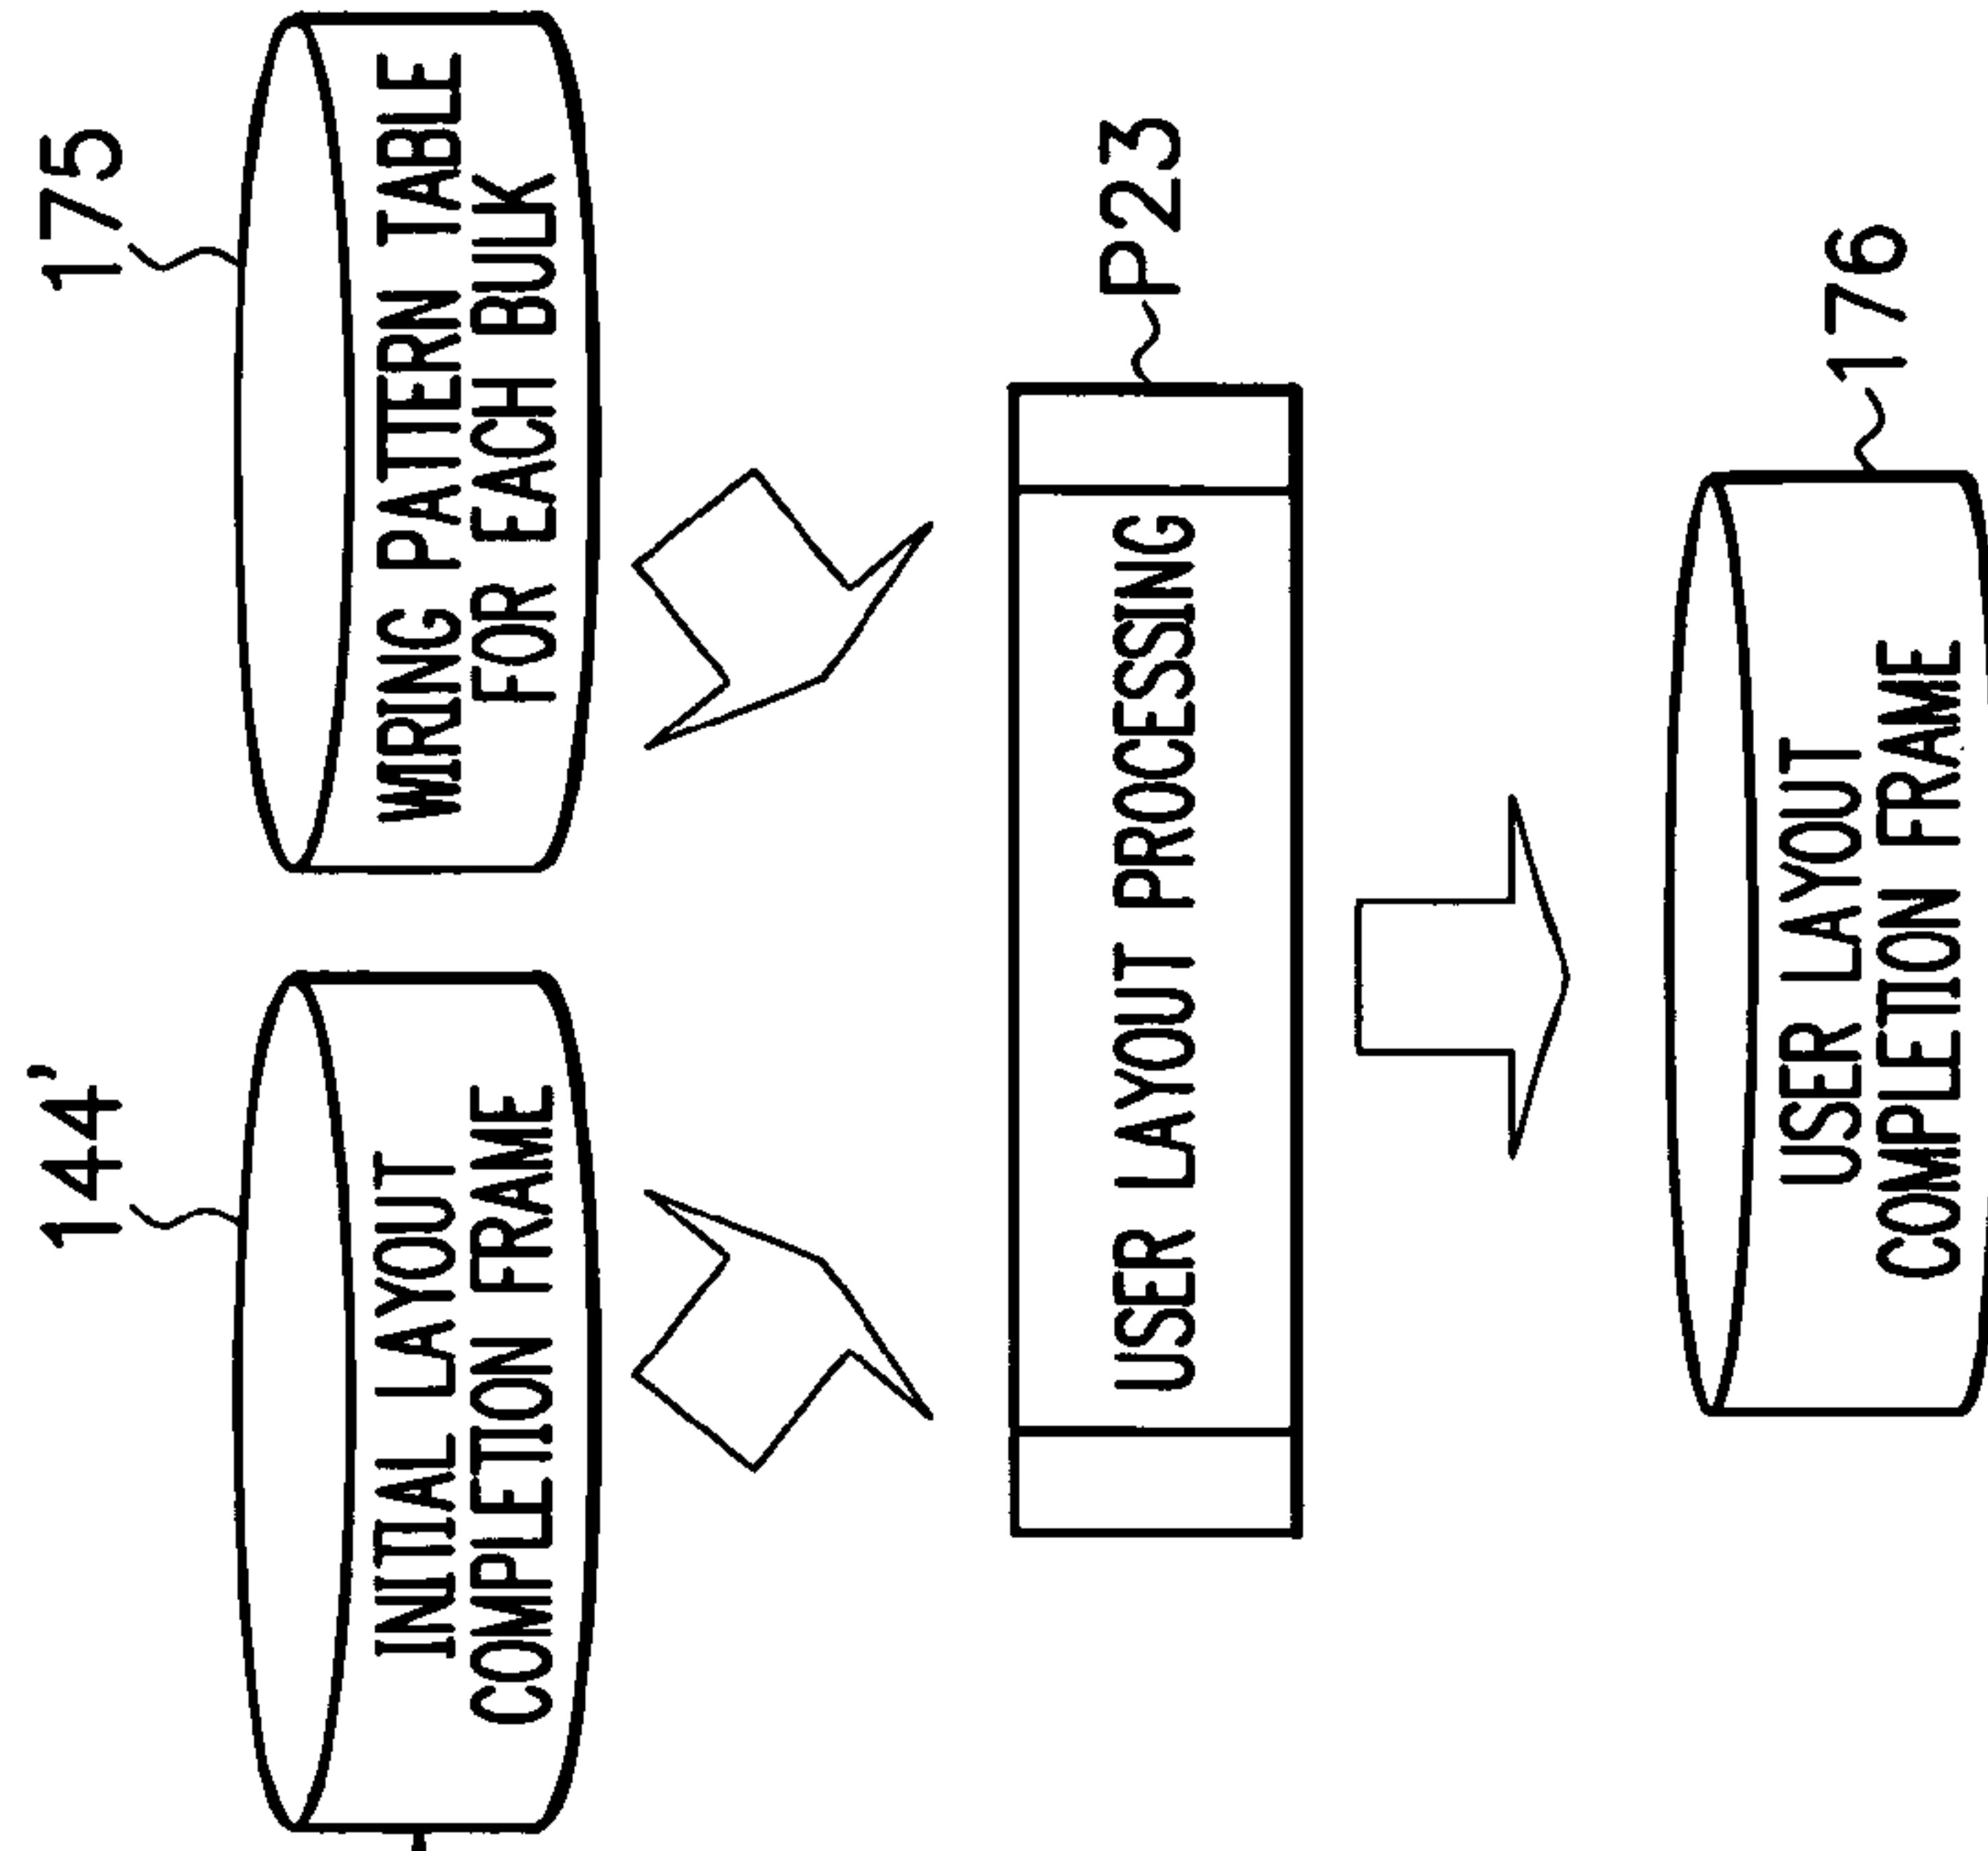 144'
INITIAL LAYOUT
COMPLETION FRAME
175
WIRING PATTERN TABLE
FOR EACH BULK
USER LAYOUT PROCESSING
P23
176
USER LAYOUT
COMPLETION FRAME